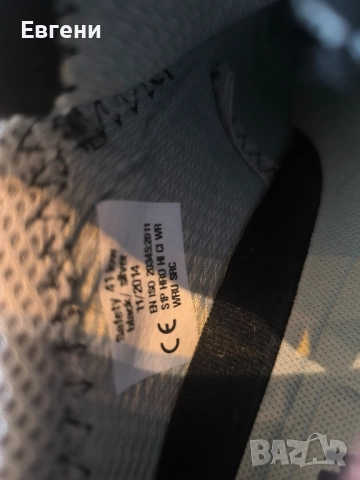 Евгени
Safety 41 low
black/ silver
11/2014
EN ISO 20345:2011
S1P HRO HI CI WR
WRU SRC
CE
BAZAR